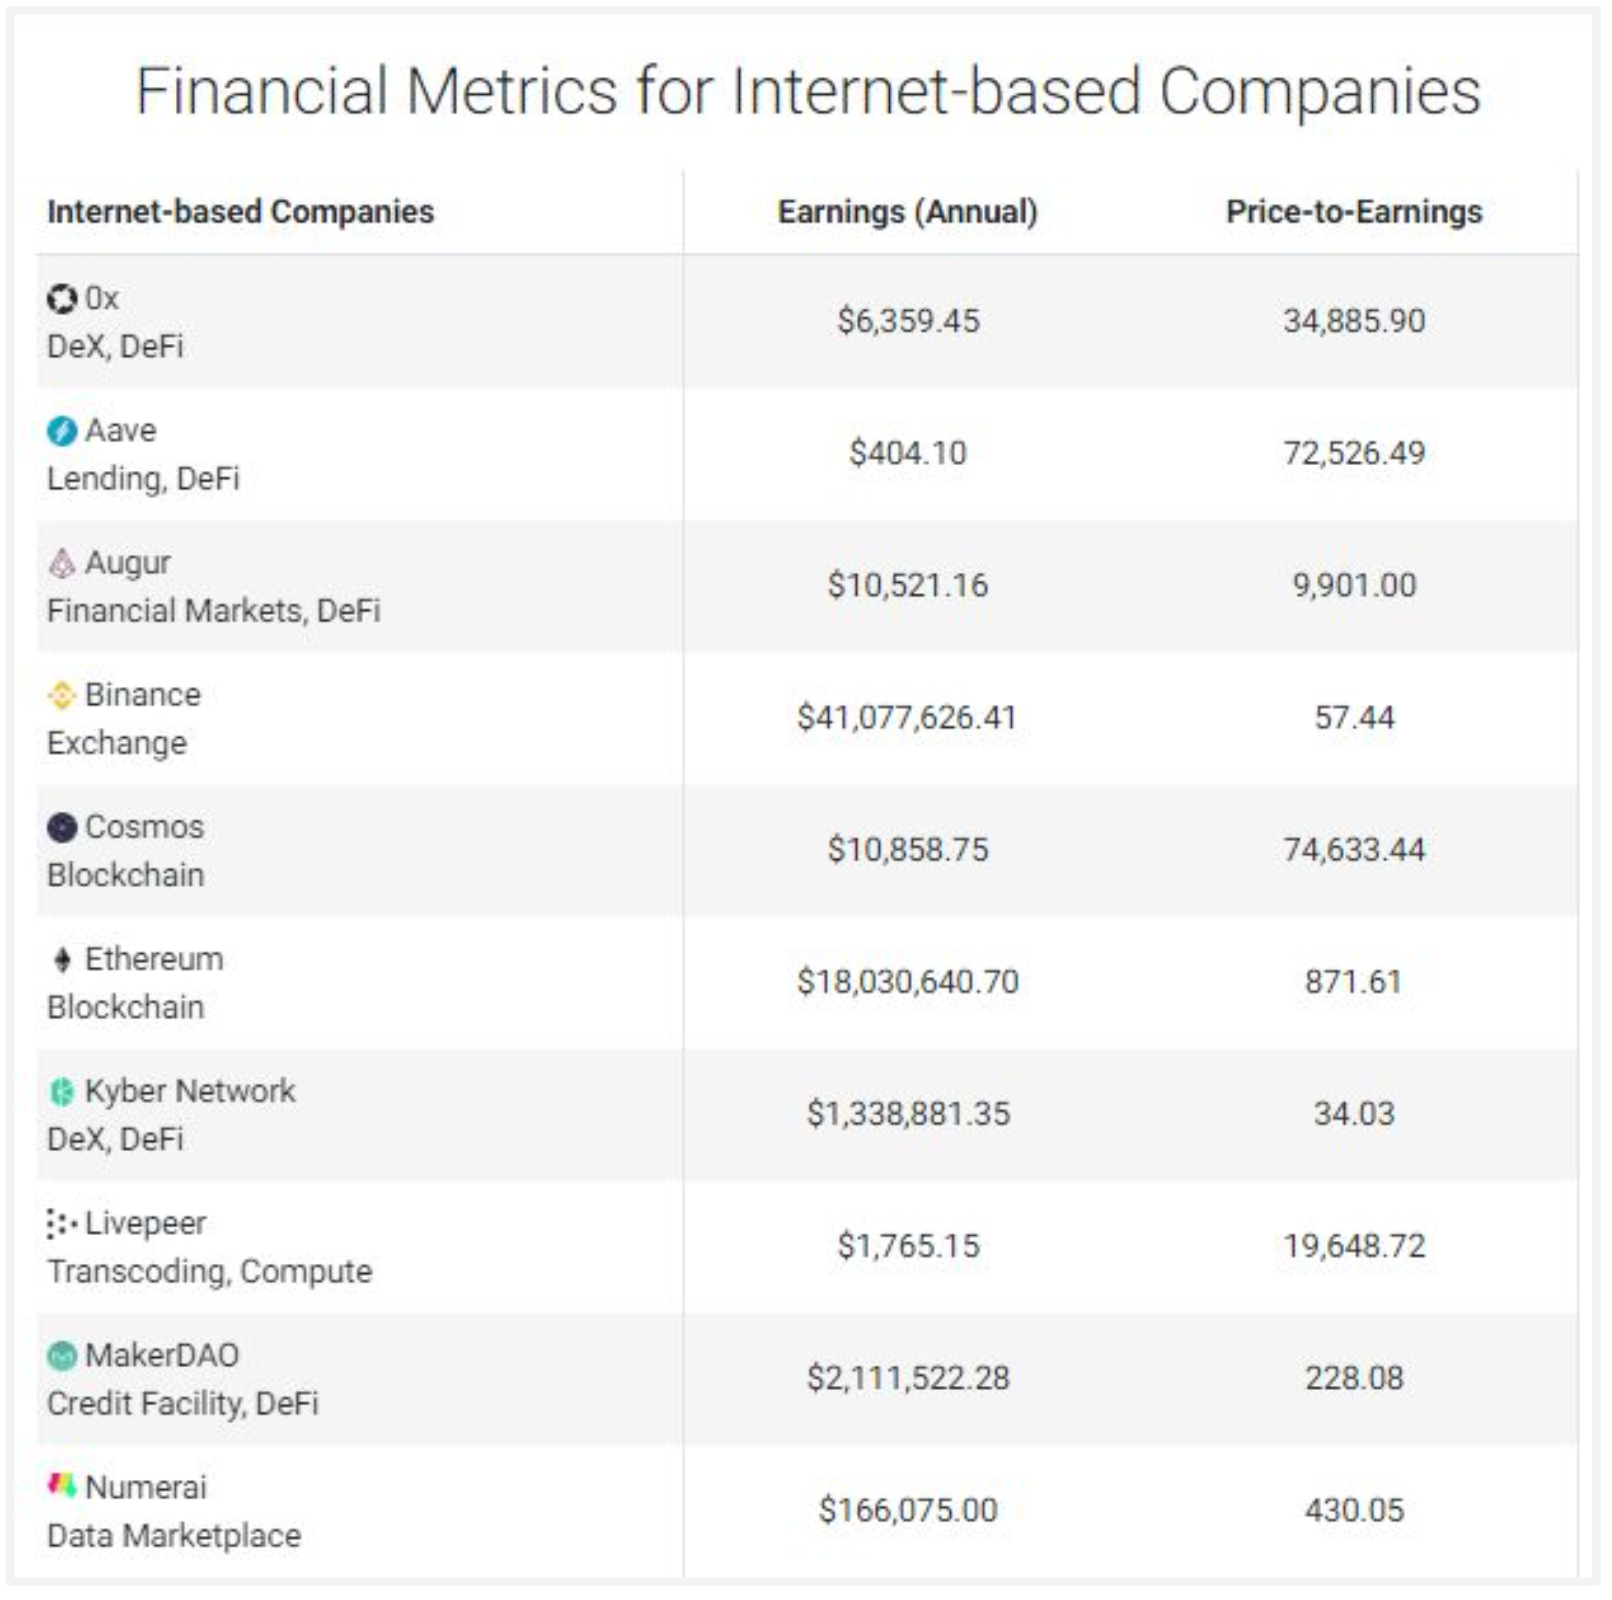 Financial Metrics for Internet-based Companies
Internet-based Companies Earnings (Annual) Price-to-Earnings
0x
DeX, DeFi
$6,359.45 34,885.90
Aave
Lending, DeFi
$404.10 72,526.49
Augur
Financial Markets, DeFi
$10,521.16 9,901.00
Binance
Exchange
$41,077,626.41 57.44
Cosmos
Blockchain
$10,858.75 74,633.44
Ethereum
Blockchain
$18,030,640.70 871.61
Kyber Network
DeX, DeFi
$1,338,881.35 34.03
Livepeer
Transcoding, Compute
$1,765.15 19,648.72
MakerDAO
Credit Facility, DeFi
$2,111,522.28 228.08
Numerai
Data Marketplace
$166,075.00 430.05